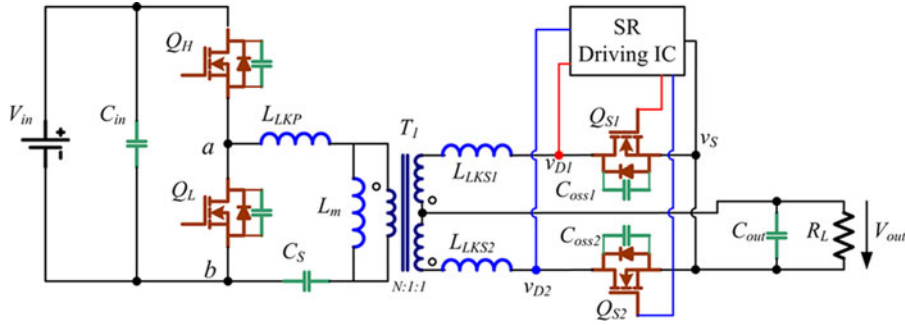 SR
Driving IC
Q_H
Q_S1
V_in
C_in
L_LKP
T_1
v_S
a
v_D1
L_LKS1
C_oss1
Q_L
L_m
C_oss2
C_out
R_L
V_out
C_S
L_LKS2
b
N:1:1
v_D2
Q_S2